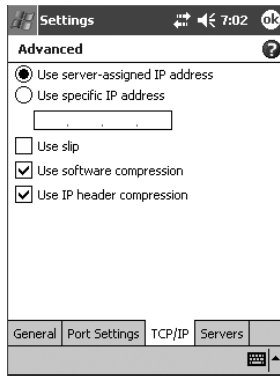 Settings 7:02 ok
Advanced ?
Use server-assigned IP address
Use specific IP address
. . .
Use slip
Use software compression
Use IP header compression
General Port Settings TCP/IP Servers